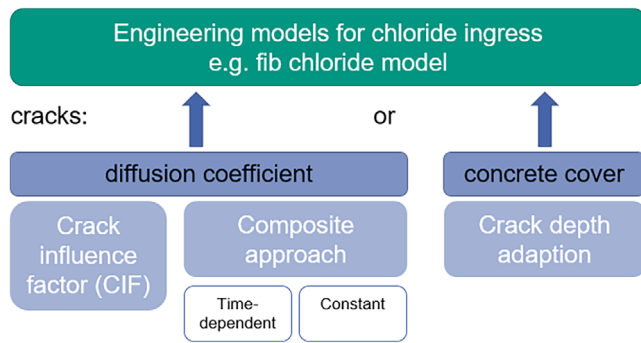 Engineering models for chloride ingress
e.g. fib chloride model
cracks:
or
diffusion coefficient
concrete cover
Crack
influence
factor (CIF)
Composite
approach
Crack depth
adaption
Time-
dependent
Constant